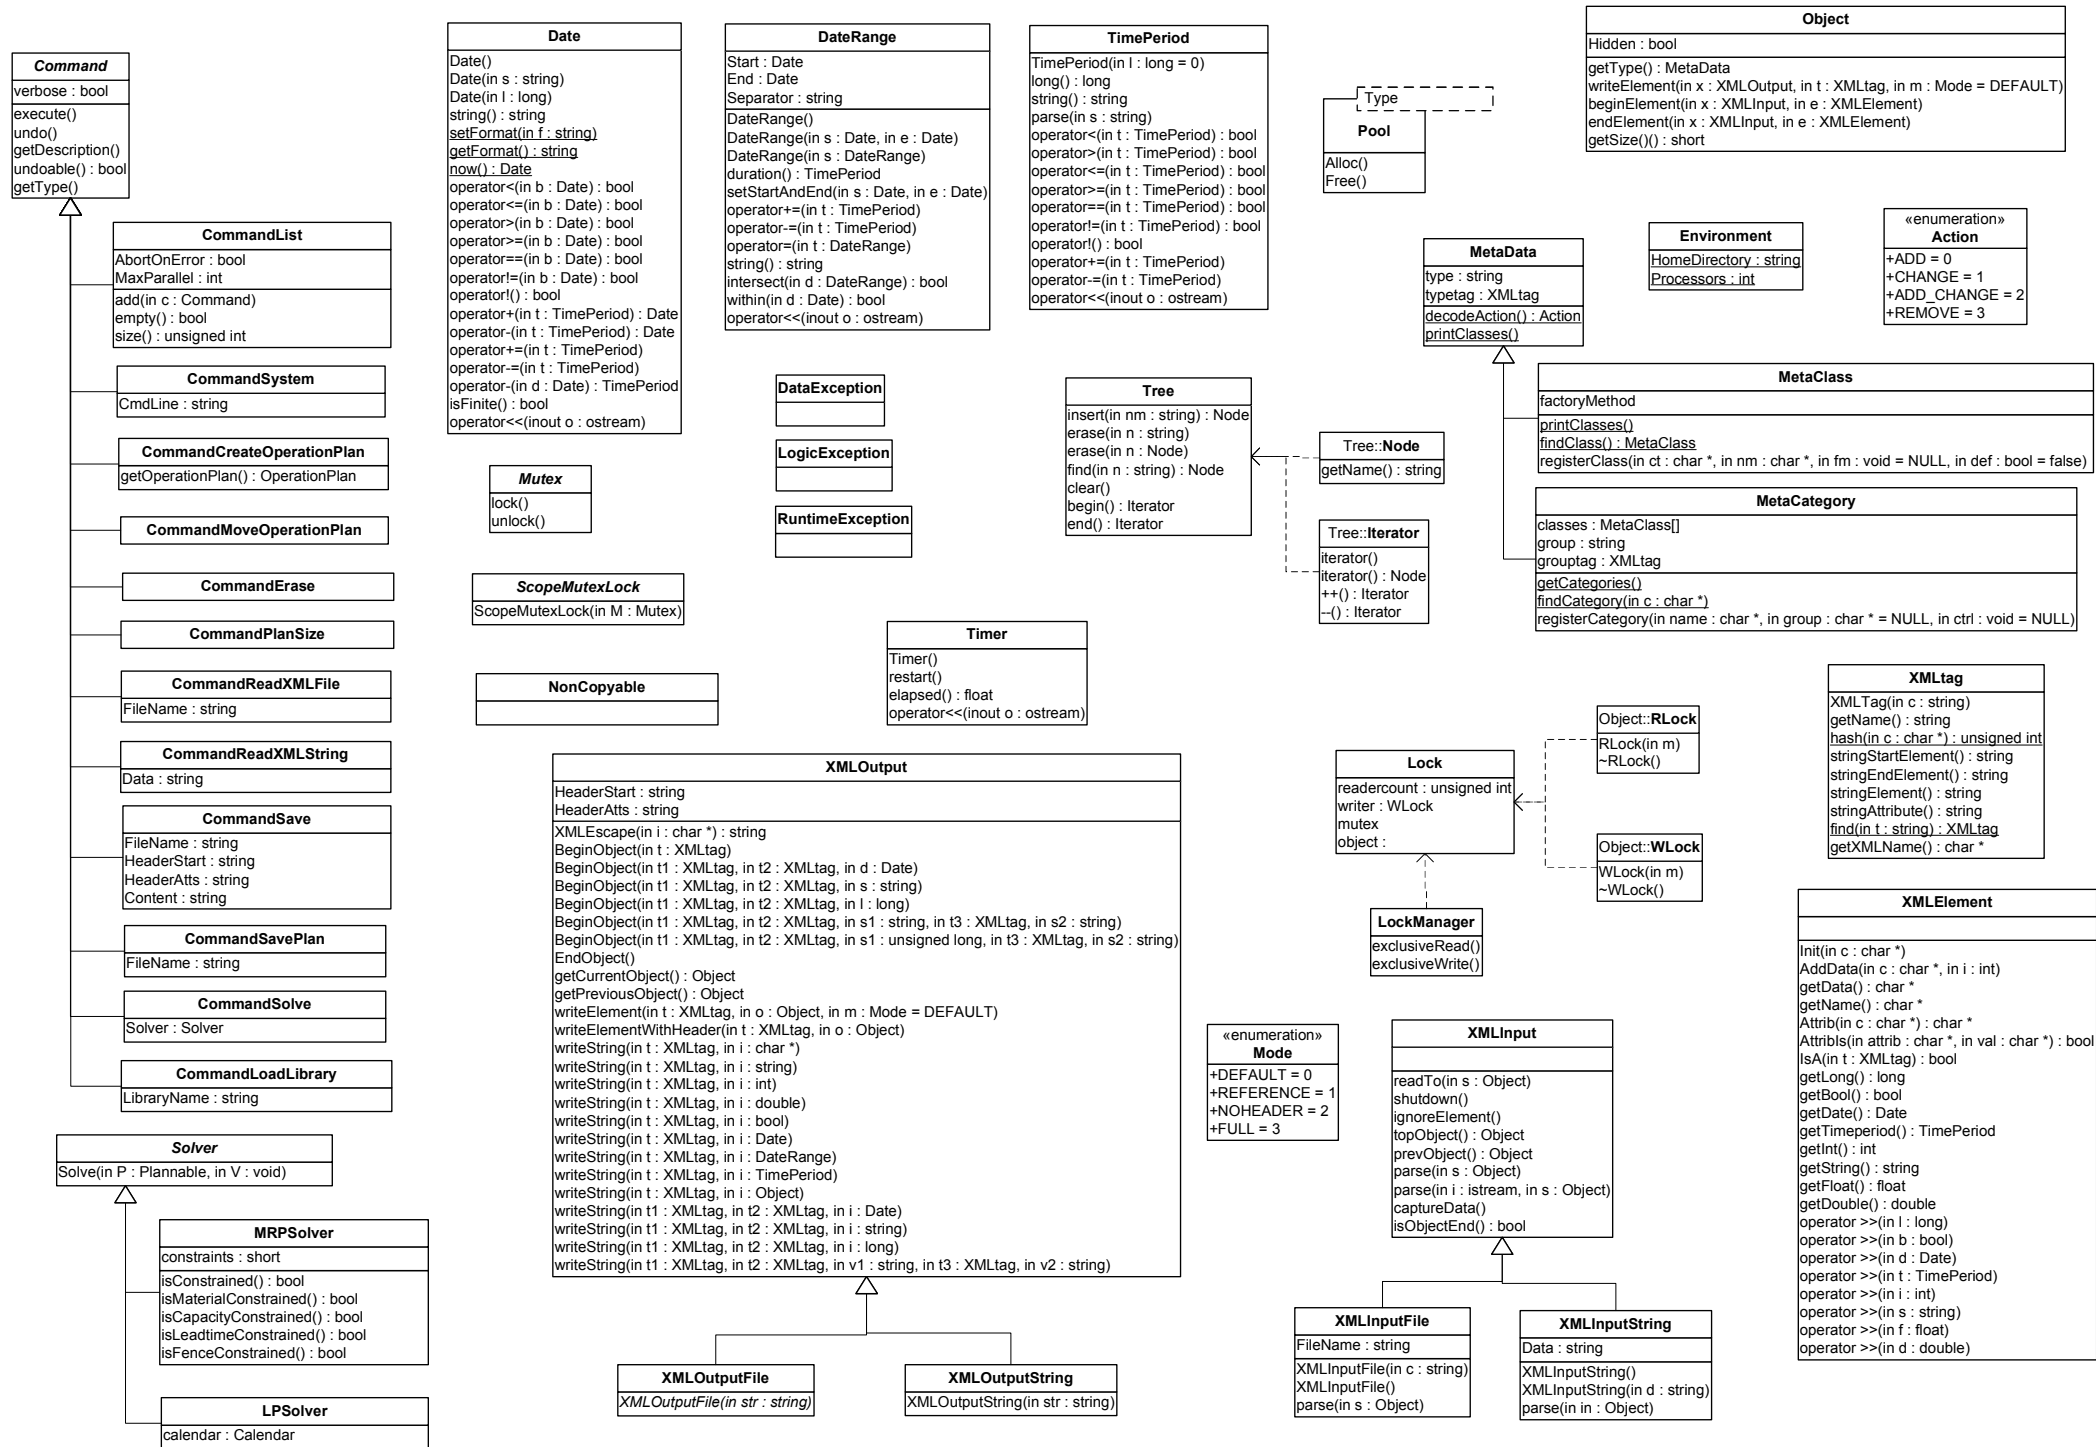 Command
verbose : bool
execute()
undo()
getDescription()
undoable() : bool
getType()
CommandList
AbortOnError : bool
MaxParallel : int
add(in c : Command)
empty() : bool
size() : unsigned int
CommandSystem
CmdLine : string
CommandCreateOperationPlan
getOperationPlan() : OperationPlan
CommandMoveOperationPlan
CommandErase
CommandPlanSize
CommandReadXMLFile
FileName : string
CommandReadXMLString
Data : string
CommandSave
FileName : string
HeaderStart : string
HeaderAtts : string
Content : string
CommandSavePlan
FileName : string
CommandSolve
Solver : Solver
CommandLoadLibrary
LibraryName : string
Solver
Solve(in P : Plannable, in V : void)
MRPSolver
constraints : short
isConstrained() : bool
isMaterialConstrained() : bool
isCapacityConstrained() : bool
isLeadtimeConstrained() : bool
isFenceConstrained() : bool
LPSolver
calendar : Calendar
Date
Date()
Date(in s : string)
Date(in l : long)
string() : string
setFormat(in f : string)
getFormat() : string
now() : Date
operator<(in b : Date) : bool
operator<=(in b : Date) : bool
operator>(in b : Date) : bool
operator>=(in b : Date) : bool
operator==(in b : Date) : bool
operator!=(in b : Date) : bool
operator!() : bool
operator+(in t : TimePeriod) : Date
operator-(in t : TimePeriod) : Date
operator+=(in t : TimePeriod)
operator-=(in t : TimePeriod)
operator-(in d : Date) : TimePeriod
isFinite() : bool
operator<<(inout o : ostream)
Mutex
lock()
unlock()
ScopeMutexLock
ScopeMutexLock(in M : Mutex)
NonCopyable
DateRange
Start : Date
End : Date
Separator : string
DateRange()
DateRange(in s : Date, in e : Date)
DateRange(in s : DateRange)
duration() : TimePeriod
setStartAndEnd(in s : Date, in e : Date)
operator+=(in t : TimePeriod)
operator-=(in t : TimePeriod)
operator=(in t : DateRange)
string() : string
intersect(in d : DateRange) : bool
within(in d : Date) : bool
operator<<(inout o : ostream)
DataException
LogicException
RuntimeException
Timer
Timer()
restart()
elapsed() : float
operator<<(inout o : ostream)
XMLOutput
HeaderStart : string
HeaderAtts : string
XMLEscape(in i : char *) : string
BeginObject(in t : XMLtag)
BeginObject(in t1 : XMLtag, in t2 : XMLtag, in d : Date)
BeginObject(in t1 : XMLtag, in t2 : XMLtag, in s : string)
BeginObject(in t1 : XMLtag, in t2 : XMLtag, in l : long)
BeginObject(in t1 : XMLtag, in t2 : XMLtag, in s1 : string, in t3 : XMLtag, in s2 : string)
BeginObject(in t1 : XMLtag, in t2 : XMLtag, in s1 : unsigned long, in t3 : XMLtag, in s2 : string)
EndObject()
getCurrentObject() : Object
getPreviousObject() : Object
writeElement(in t : XMLtag, in o : Object, in m : Mode = DEFAULT)
writeElementWithHeader(in t : XMLtag, in o : Object)
writeString(in t : XMLtag, in i : char *)
writeString(in t : XMLtag, in i : string)
writeString(in t : XMLtag, in i : int)
writeString(in t : XMLtag, in i : double)
writeString(in t : XMLtag, in i : bool)
writeString(in t : XMLtag, in i : Date)
writeString(in t : XMLtag, in i : DateRange)
writeString(in t : XMLtag, in i : TimePeriod)
writeString(in t : XMLtag, in i : Object)
writeString(in t1 : XMLtag, in t2 : XMLtag, in i : Date)
writeString(in t1 : XMLtag, in t2 : XMLtag, in i : string)
writeString(in t1 : XMLtag, in t2 : XMLtag, in i : long)
writeString(in t1 : XMLtag, in t2 : XMLtag, in v1 : string, in t3 : XMLtag, in v2 : string)
XMLOutputFile
XMLOutputFile(in str : string)
XMLOutputString
XMLOutputString(in str : string)
TimePeriod
TimePeriod(in l : long = 0)
long() : long
string() : string
parse(in s : string)
operator<(in t : TimePeriod) : bool
operator>(in t : TimePeriod) : bool
operator<=(in t : TimePeriod) : bool
operator>=(in t : TimePeriod) : bool
operator==(in t : TimePeriod) : bool
operator!=(in t : TimePeriod) : bool
operator!() : bool
operator+=(in t : TimePeriod)
operator-=(in t : TimePeriod)
operator<<(inout o : ostream)
Tree
insert(in nm : string) : Node
erase(in n : string)
erase(in n : Node)
find(in n : string) : Node
clear()
begin() : Iterator
end() : Iterator
Tree::Node
getName() : string
Tree::Iterator
iterator()
iterator() : Node
++() : Iterator
--() : Iterator
Type
Pool
Alloc()
Free()
Object
Hidden : bool
getType() : MetaData
writeElement(in x : XMLOutput, in t : XMLtag, in m : Mode = DEFAULT)
beginElement(in x : XMLInput, in e : XMLElement)
endElement(in x : XMLInput, in e : XMLElement)
getSize()() : short
MetaData
type : string
typetag : XMLtag
decodeAction() : Action
printClasses()
Environment
HomeDirectory : string
Processors : int
«enumeration»
Action
+ADD = 0
+CHANGE = 1
+ADD_CHANGE = 2
+REMOVE = 3
MetaClass
factoryMethod
printClasses()
findClass() : MetaClass
registerClass(in ct : char *, in nm : char *, in fm : void = NULL, in def : bool = false)
MetaCategory
classes : MetaClass[]
group : string
grouptag : XMLtag
getCategories()
findCategory(in c : char *)
registerCategory(in name : char *, in group : char * = NULL, in ctrl : void = NULL)
Lock
readercount : unsigned int
writer : WLock
mutex
object :
Object::RLock
RLock(in m)
~RLock()
Object::WLock
WLock(in m)
~WLock()
LockManager
exclusiveRead()
exclusiveWrite()
XMLtag
XMLTag(in c : string)
getName() : string
hash(in c : char *) : unsigned int
stringStartElement() : string
stringEndElement() : string
stringElement() : string
stringAttribute() : string
find(in t : string) : XMLtag
getXMLName() : char *
«enumeration»
Mode
+DEFAULT = 0
+REFERENCE = 1
+NOHEADER = 2
+FULL = 3
XMLInput
readTo(in s : Object)
shutdown()
ignoreElement()
topObject() : Object
prevObject() : Object
parse(in s : Object)
parse(in i : istream, in s : Object)
captureData()
isObjectEnd() : bool
XMLInputFile
FileName : string
XMLInputFile(in c : string)
XMLInputFile()
parse(in s : Object)
XMLInputString
Data : string
XMLInputString()
XMLInputString(in d : string)
parse(in in : Object)
XMLElement
Init(in c : char *)
AddData(in c : char *, in i : int)
getData() : char *
getName() : char *
Attrib(in c : char *) : char *
AttribIs(in attrib : char *, in val : char *) : bool
IsA(in t : XMLtag) : bool
getLong() : long
getBool() : bool
getDate() : Date
getTimeperiod() : TimePeriod
getInt() : int
getString() : string
getFloat() : float
getDouble() : double
operator >>(in l : long)
operator >>(in b : bool)
operator >>(in d : Date)
operator >>(in t : TimePeriod)
operator >>(in i : int)
operator >>(in s : string)
operator >>(in f : float)
operator >>(in d : double)